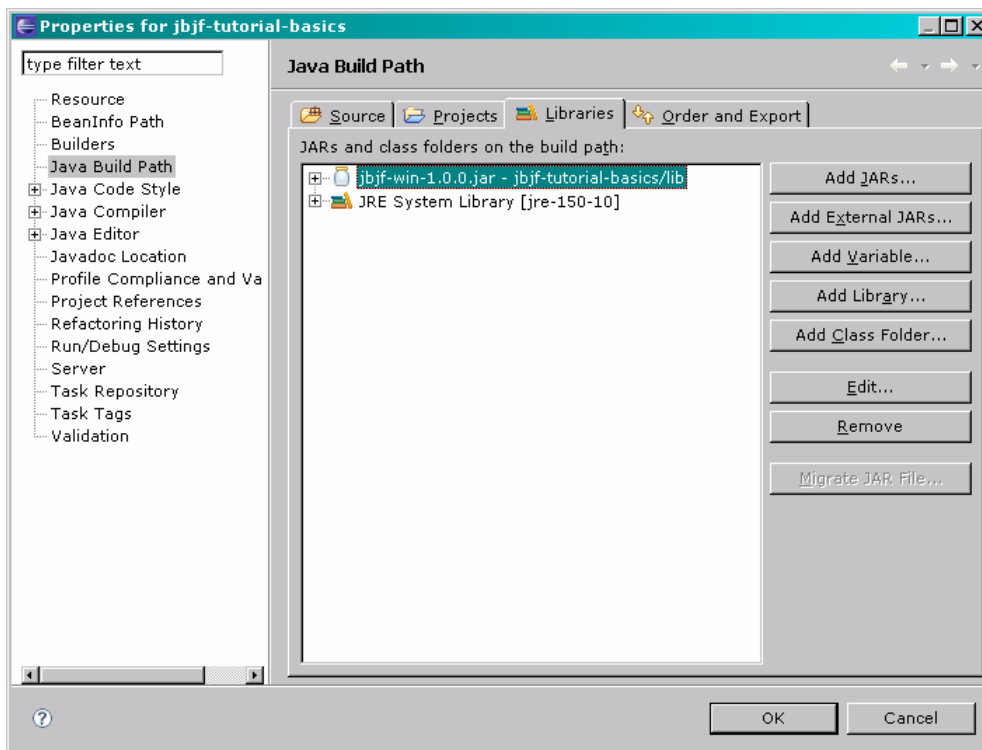 Properties for jbjf-tutorial-basics
type filter text
Resource
BeanInfo Path
Builders
Java Build Path
Java Code Style
Java Compiler
Java Editor
Javadoc Location
Profile Compliance and Va
Project References
Refactoring History
Run/Debug Settings
Server
Task Repository
Task Tags
Validation
Java Build Path
Source Projects Libraries Order and Export
JARs and class folders on the build path:
jbjf-win-1.0.0.jar - jbjf-tutorial-basics/lib
JRE System Library [jre-150-10]
Add JARs...
Add External JARs...
Add Variable...
Add Library...
Add Class Folder...
Edit...
Remove
Migrate JAR File...
?
OK Cancel